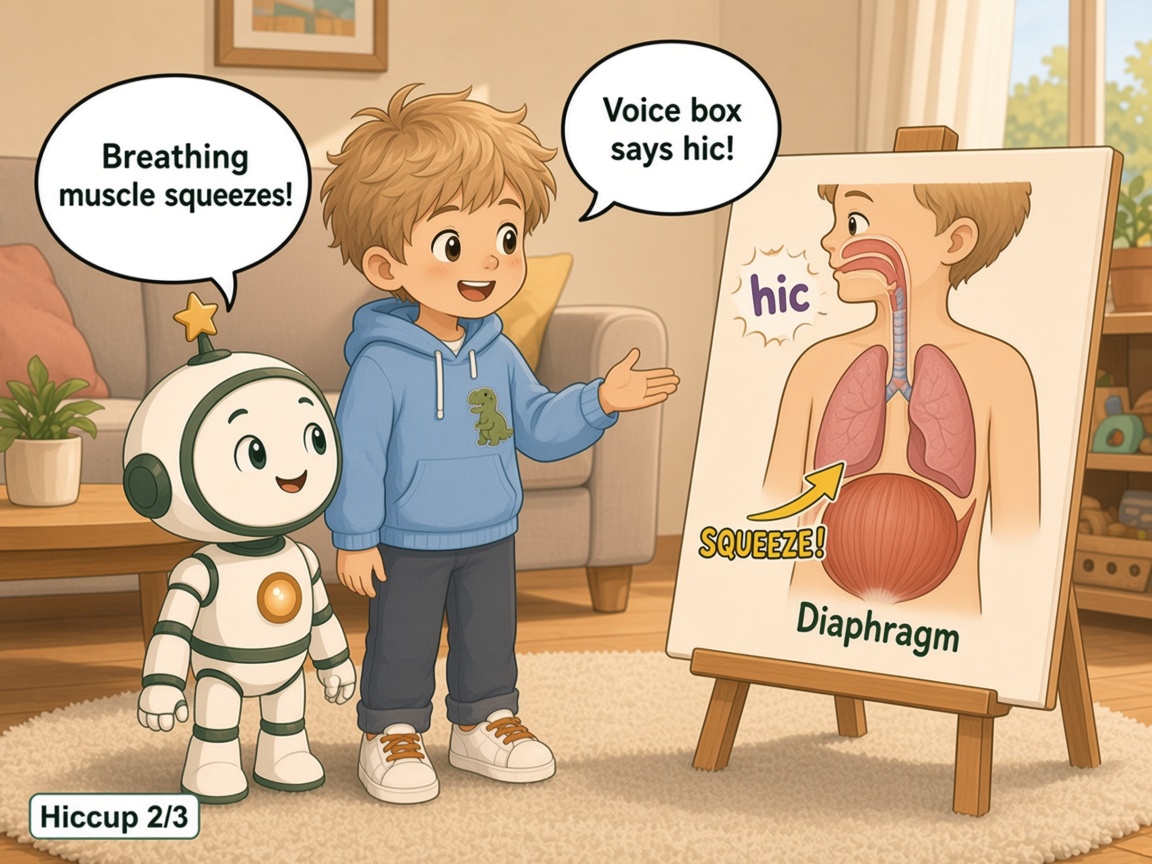 Breathing
muscle squeezes!
Voice box
says hic!
hic
SQUEEZE!
Diaphragm
Hiccup 2/3